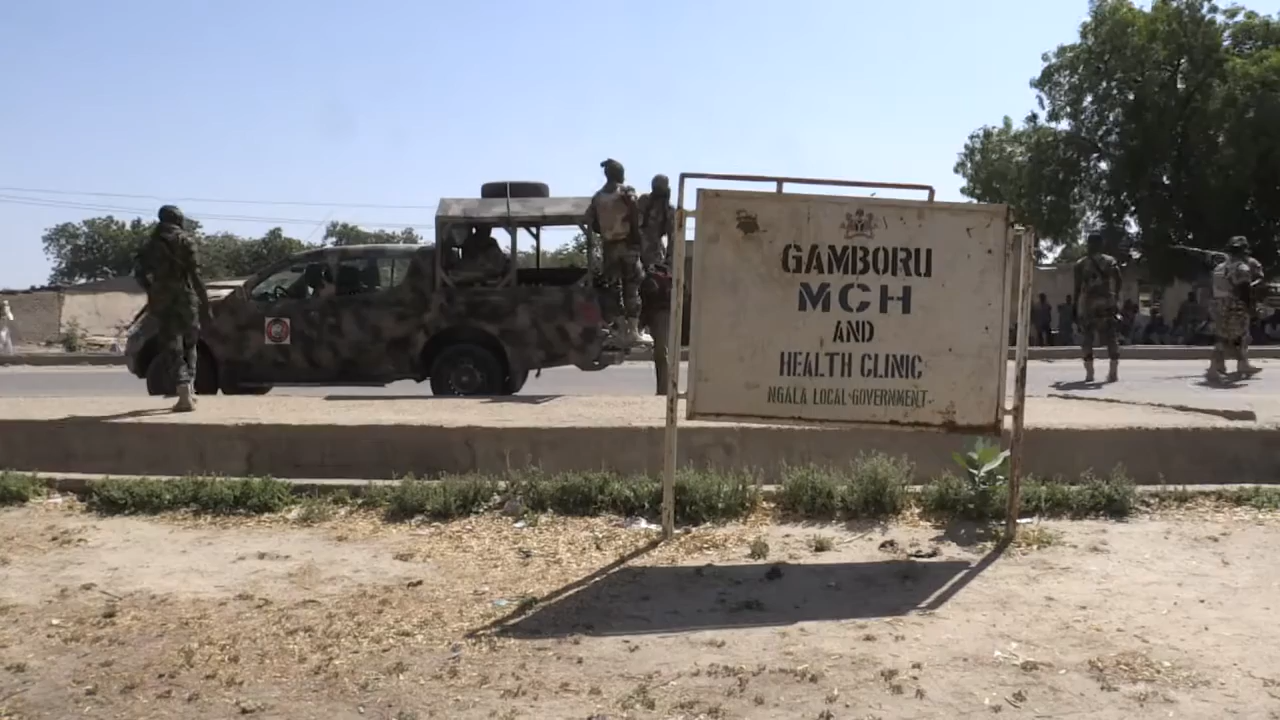 GAMBORU
MCH
AND
HEALTH CLINIC
NGALA LOCAL GOVERNMENT